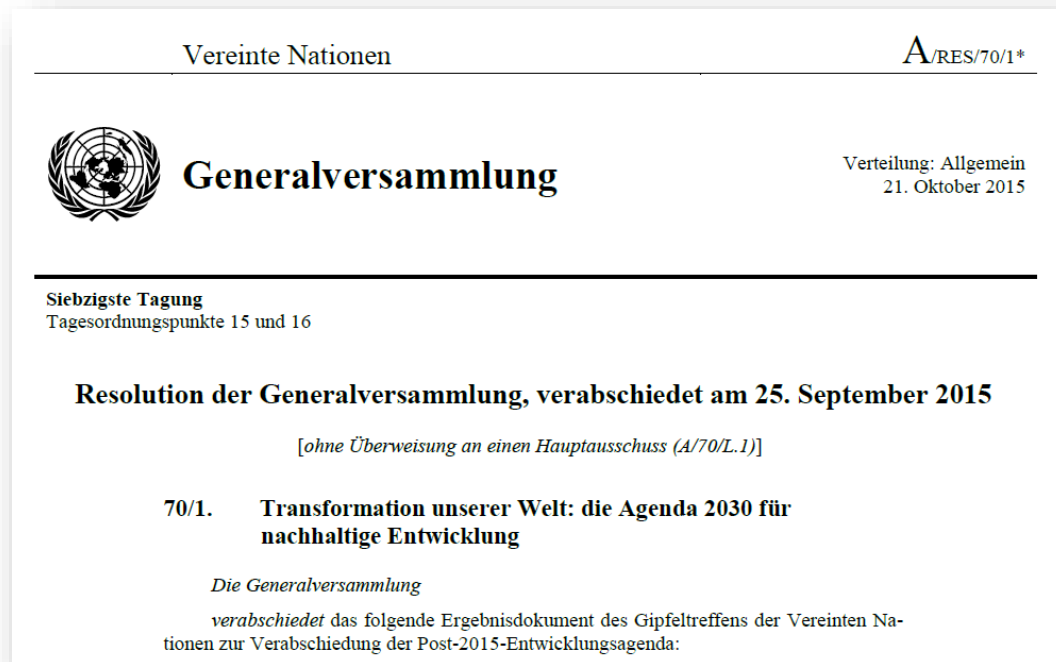 Vereinte Nationen
A/RES/70/1*
Generalversammlung
Verteilung: Allgemein
21. Oktober 2015
Siebzigste Tagung
Tagesordnungspunkte 15 und 16
Resolution der Generalversammlung, verabschiedet am 25. September 2015
[ohne Überweisung an einen Hauptausschuss (A/70/L.1)]
70/1. Transformation unserer Welt: die Agenda 2030 für
nachhaltige Entwicklung
Die Generalversammlung
verabschiedet das folgende Ergebnisdokument des Gipfeltreffens der Vereinten Na-
tionen zur Verabschiedung der Post-2015-Entwicklungsagenda: